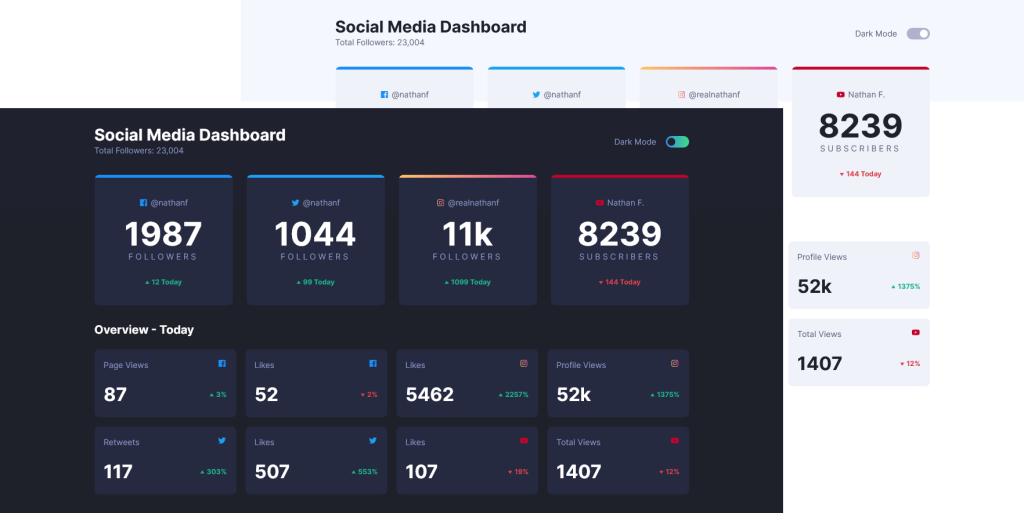 Social Media Dashboard
Total Followers: 23,004
Dark Mode
@nathanf
@nathanf
@realnathanf
Nathan F.
8239
SUBSCRIBERS
144 Today
Profile Views
52k
1375%
Total Views
1407
12%
Social Media Dashboard
Total Followers: 23,004
Dark Mode
@nathanf
1987
FOLLOWERS
12 Today
@nathanf
1044
FOLLOWERS
99 Today
@realnathanf
11k
FOLLOWERS
1099 Today
Nathan F.
8239
SUBSCRIBERS
144 Today
Overview - Today
Page Views
87
3%
Likes
52
2%
Likes
5462
2257%
Profile Views
52k
1375%
Retweets
117
303%
Likes
507
553%
Likes
107
19%
Total Views
1407
12%